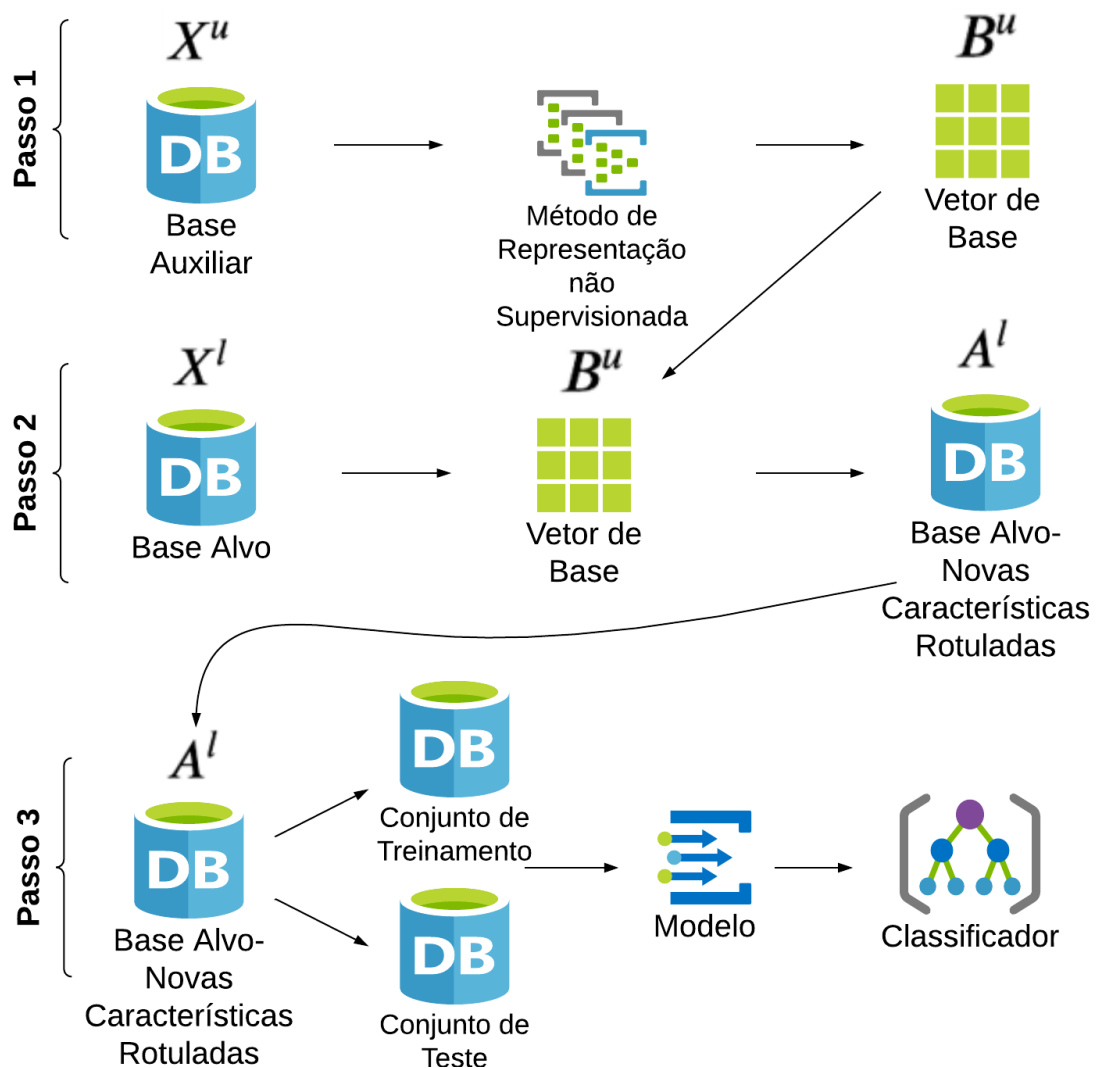 Passo 1
X^u
DB
Base
Auxiliar
Método de
Representação
não
Supervisionada
B^u
Vetor de
Base
Passo 2
X^l
DB
Base Alvo
B^u
Vetor de
Base
A^l
DB
Base Alvo-
Novas
Características
Rotuladas
Passo 3
A^l
DB
Base Alvo-
Novas
Características
Rotuladas
DB
Conjunto de
Treinamento
DB
Conjunto de
Teste
Modelo
Classificador